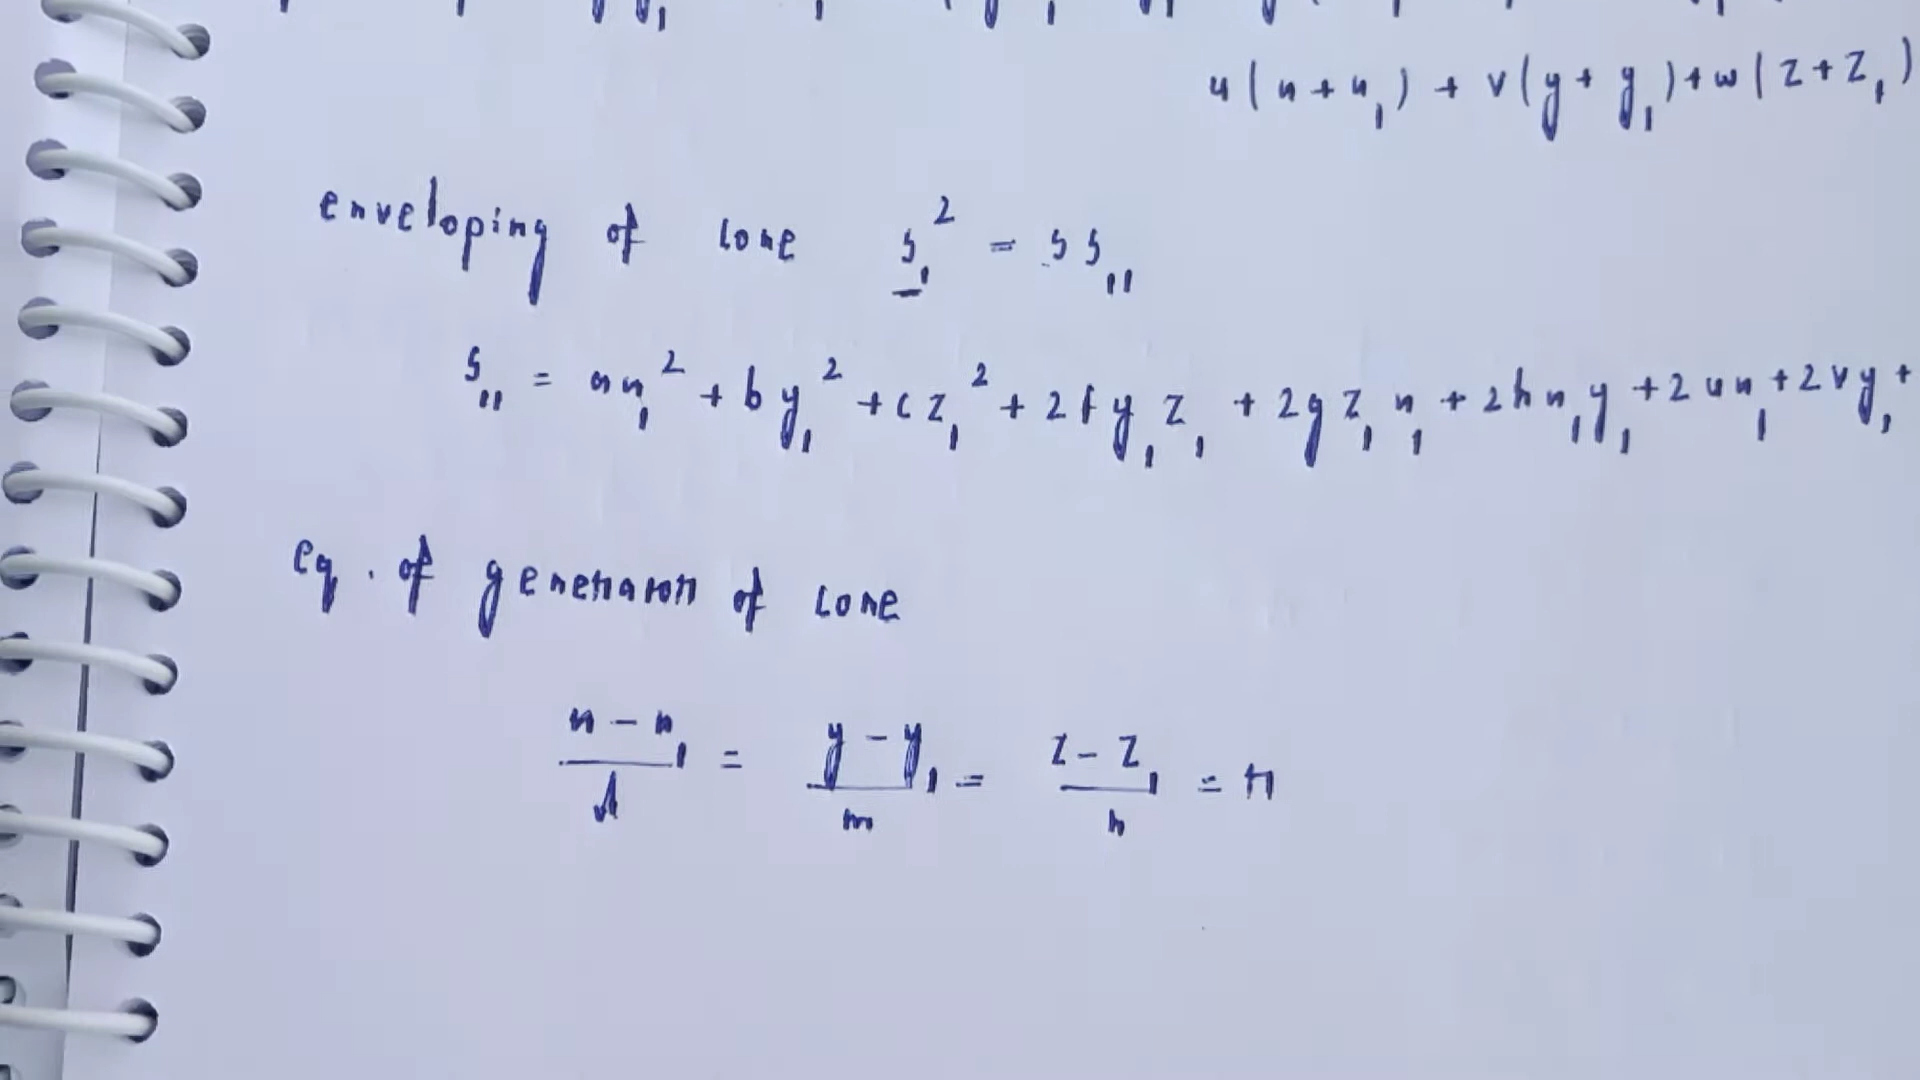 u(x + x₁) + v(y + y₁) + w(z + z₁)
enveloping of cone S₁² = SS₁₁
S₁₁ = ax₁² + by₁² + cz₁² + 2fy₁z₁ + 2gz₁x₁ + 2hx₁y₁ + 2ux₁ + 2vy₁ +
eq. of generator of cone
(x - x₁)/l = (y - y₁)/m = (z - z₁)/n = r